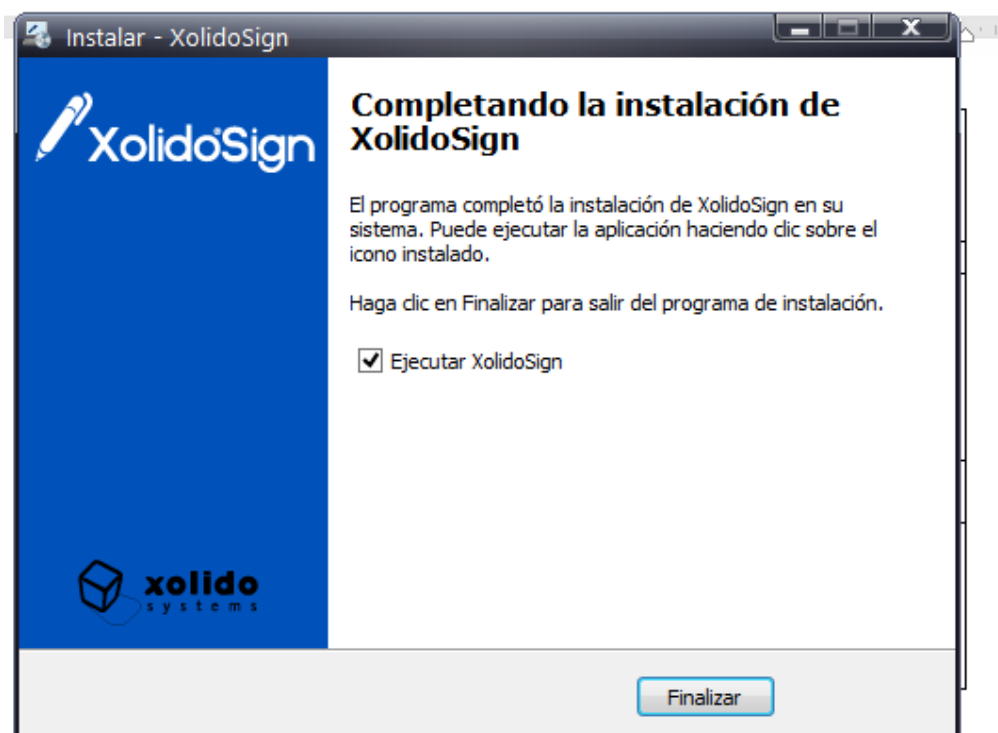 Instalar - XolidoSign
XolidoSign
Completando la instalación de
XolidoSign
El programa completó la instalación de XolidoSign en su
sistema. Puede ejecutar la aplicación haciendo clic sobre el
icono instalado.
Haga clic en Finalizar para salir del programa de instalación.
Ejecutar XolidoSign
xolido
systems
Finalizar